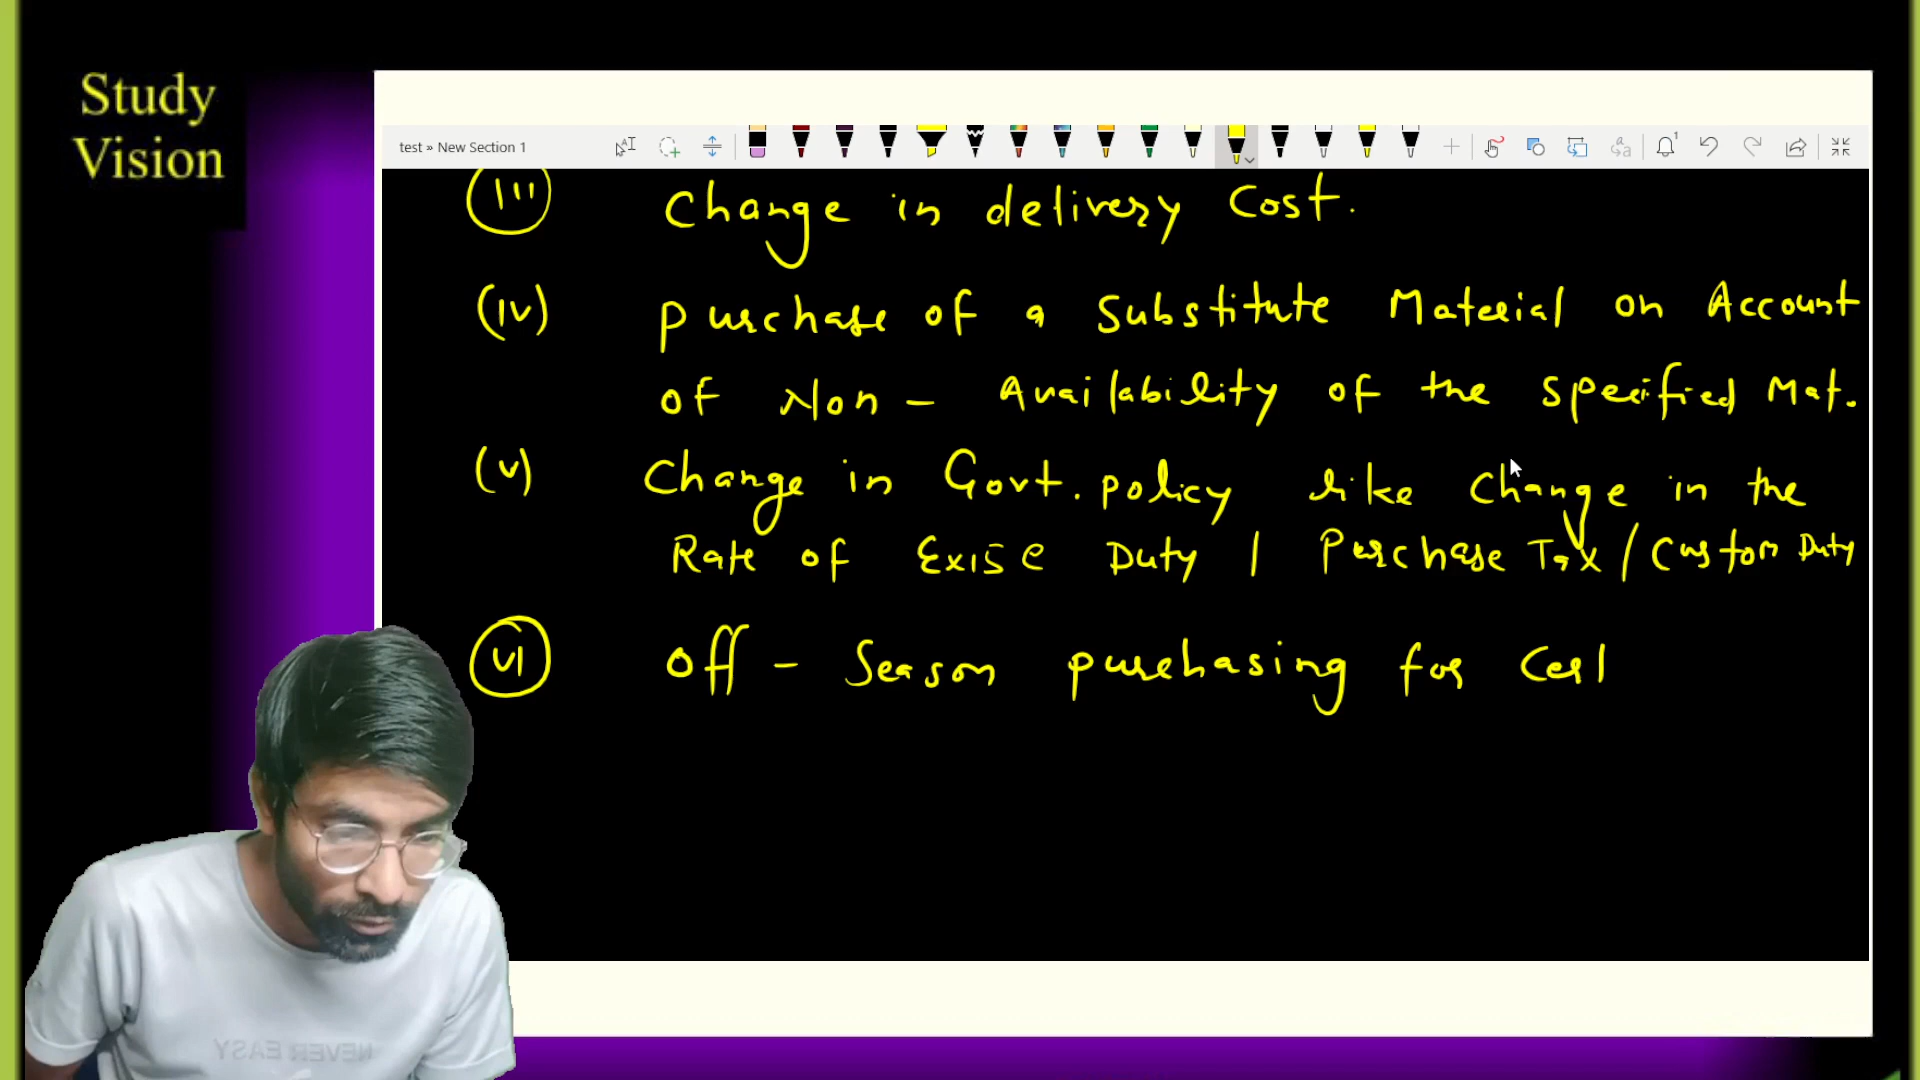 Study
Vision
test » New Section 1
(iii) Change in delivery Cost.
(iv) purchase of a Substitute Material on Account
of Non - Availability of the Specified Mat.
(v) Change in Govt. policy like Change in the
Rate of Exise Duty / Purchase Tax / Custom Duty
(vi) Off - Season purchasing for
NEVER EASY